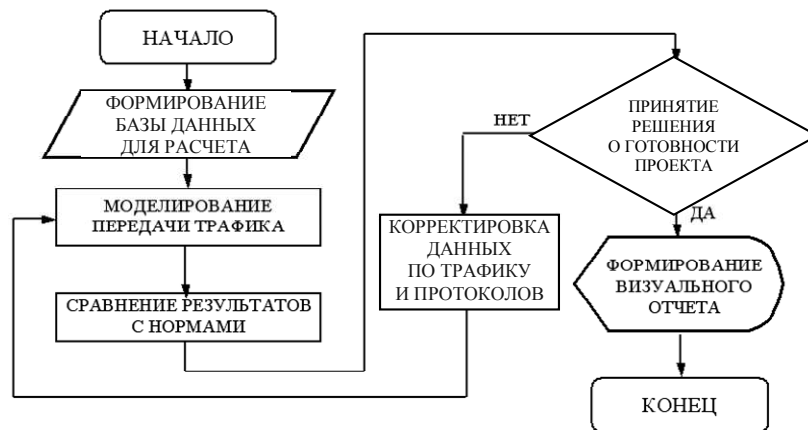 НАЧАЛО
ФОРМИРОВАНИЕ
БАЗЫ ДАННЫХ
ДЛЯ РАСЧЕТА
МОДЕЛИРОВАНИЕ
ПЕРЕДАЧИ ТРАФИКА
СРАВНЕНИЕ РЕЗУЛЬТАТОВ
С НОРМАМИ
ПРИНЯТИЕ
РЕШЕНИЯ
О ГОТОВНОСТИ
ПРОЕКТА
НЕТ
КОРРЕКТИРОВКА
ДАННЫХ
ПО ТРАФИКУ
И ПРОТОКОЛОВ
ДА
ФОРМИРОВАНИЕ
ВИЗУАЛЬНОГО
ОТЧЕТА
КОНЕЦ